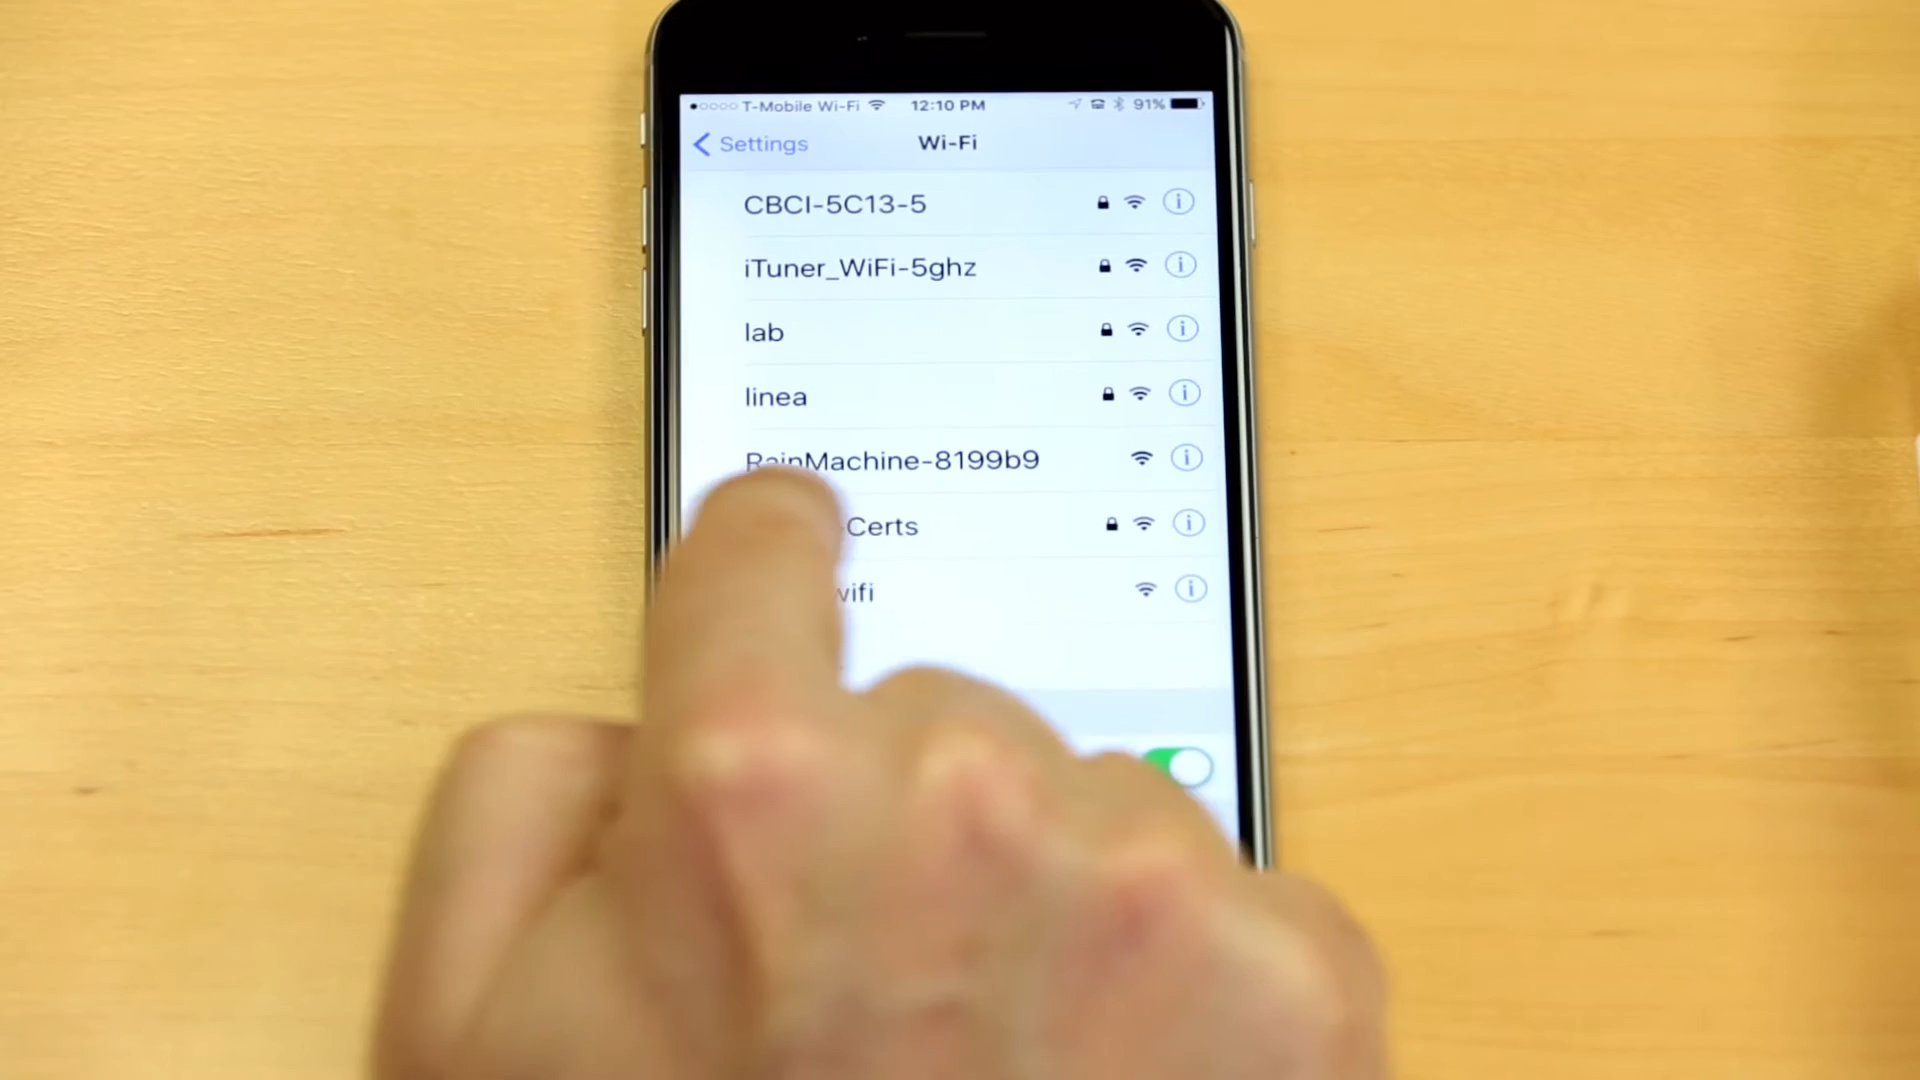 T-Mobile Wi-Fi 12:10 PM 91%
Settings Wi-Fi
CBCI-5C13-5
iTuner_WiFi-5ghz
lab
linea
RainMachine-8199b9
-Certs